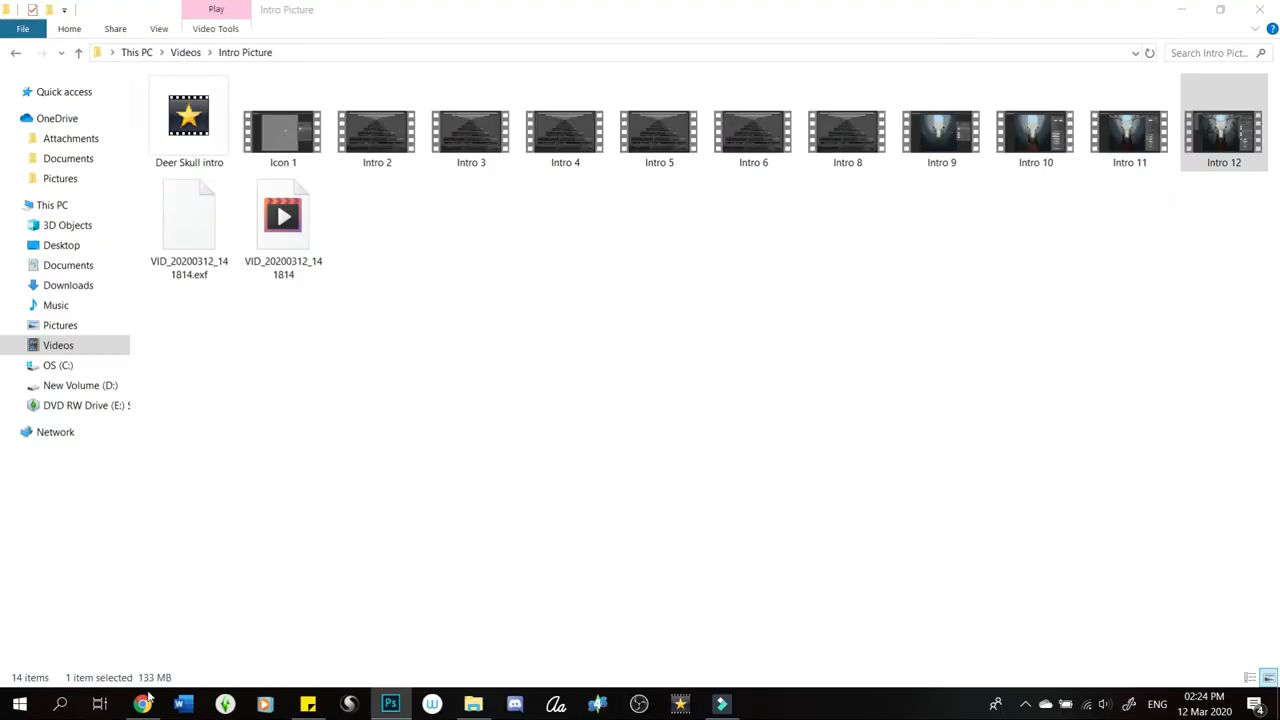 Play
Intro Picture
File
Home
Share
View
Video Tools
This PC
Videos
Intro Picture
Search Intro Pict...
Quick access
OneDrive
Attachments
Documents
Pictures
This PC
3D Objects
Desktop
Documents
Downloads
Music
Pictures
Videos
OS (C:)
New Volume (D:)
DVD RW Drive (E:) S
Network
Deer Skull intro
Icon 1
Intro 2
Intro 3
Intro 4
Intro 5
Intro 6
Intro 8
Intro 9
Intro 10
Intro 11
Intro 12
VID_20200312_14
1814.exf
VID_20200312_14
1814
14 items
1 item selected 133 MB
Ps
Aa
ENG
02:24 PM
12 Mar 2020
4